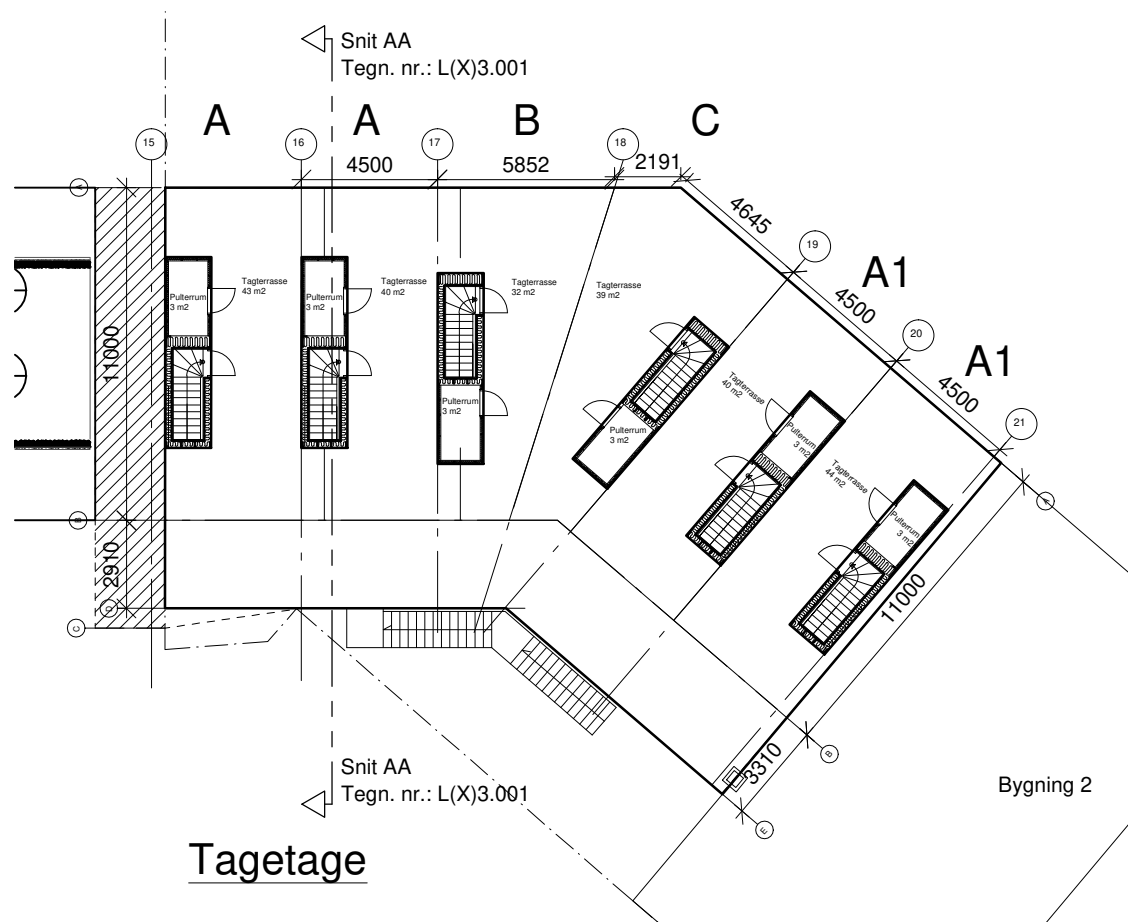 Snit AA
Tegn. nr.: L(X)3.001
A
A
B
C
15
16
17
18
4500
5852
2191
4645
19
A1
4500
20
A1
4500
21
A
A
11000
2910
B
D
C
Pulterrum
3 m2
Tagterrasse
43 m2
Pulterrum
3 m2
Tagterrasse
40 m2
Tagterrasse
32 m2
Pulterrum
3 m2
Tagterrasse
39 m2
Pulterrum
3 m2
Tagterrasse
40 m2
Pulterrum
3 m2
Tagterrasse
44 m2
Pulterrum
3 m2
11000
3310
B
E
Snit AA
Tegn. nr.: L(X)3.001
Bygning 2
Tagetage